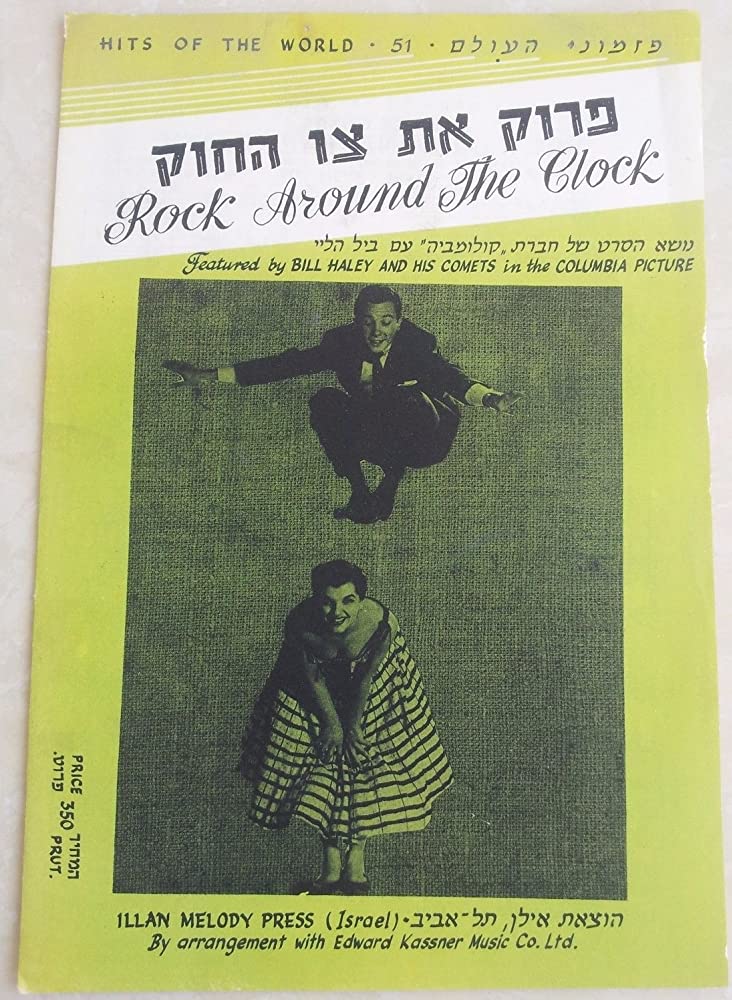 HITS OF THE WORLD · 51 · פזמוני העולם
פרוק את צו החוק
Rock Around The Clock
נושא הסרט של חברת „קולומביה" עם ביל היילי
Featured by BILL HALEY AND HIS COMETS in the COLUMBIA PICTURE
המחיר 350 פרוט.
PRICE 350 PRUT.
ILLAN MELODY PRESS (Israel) · הוצאת אילן, תל-אביב
By arrangement with Edward Kassner Music Co. Ltd.